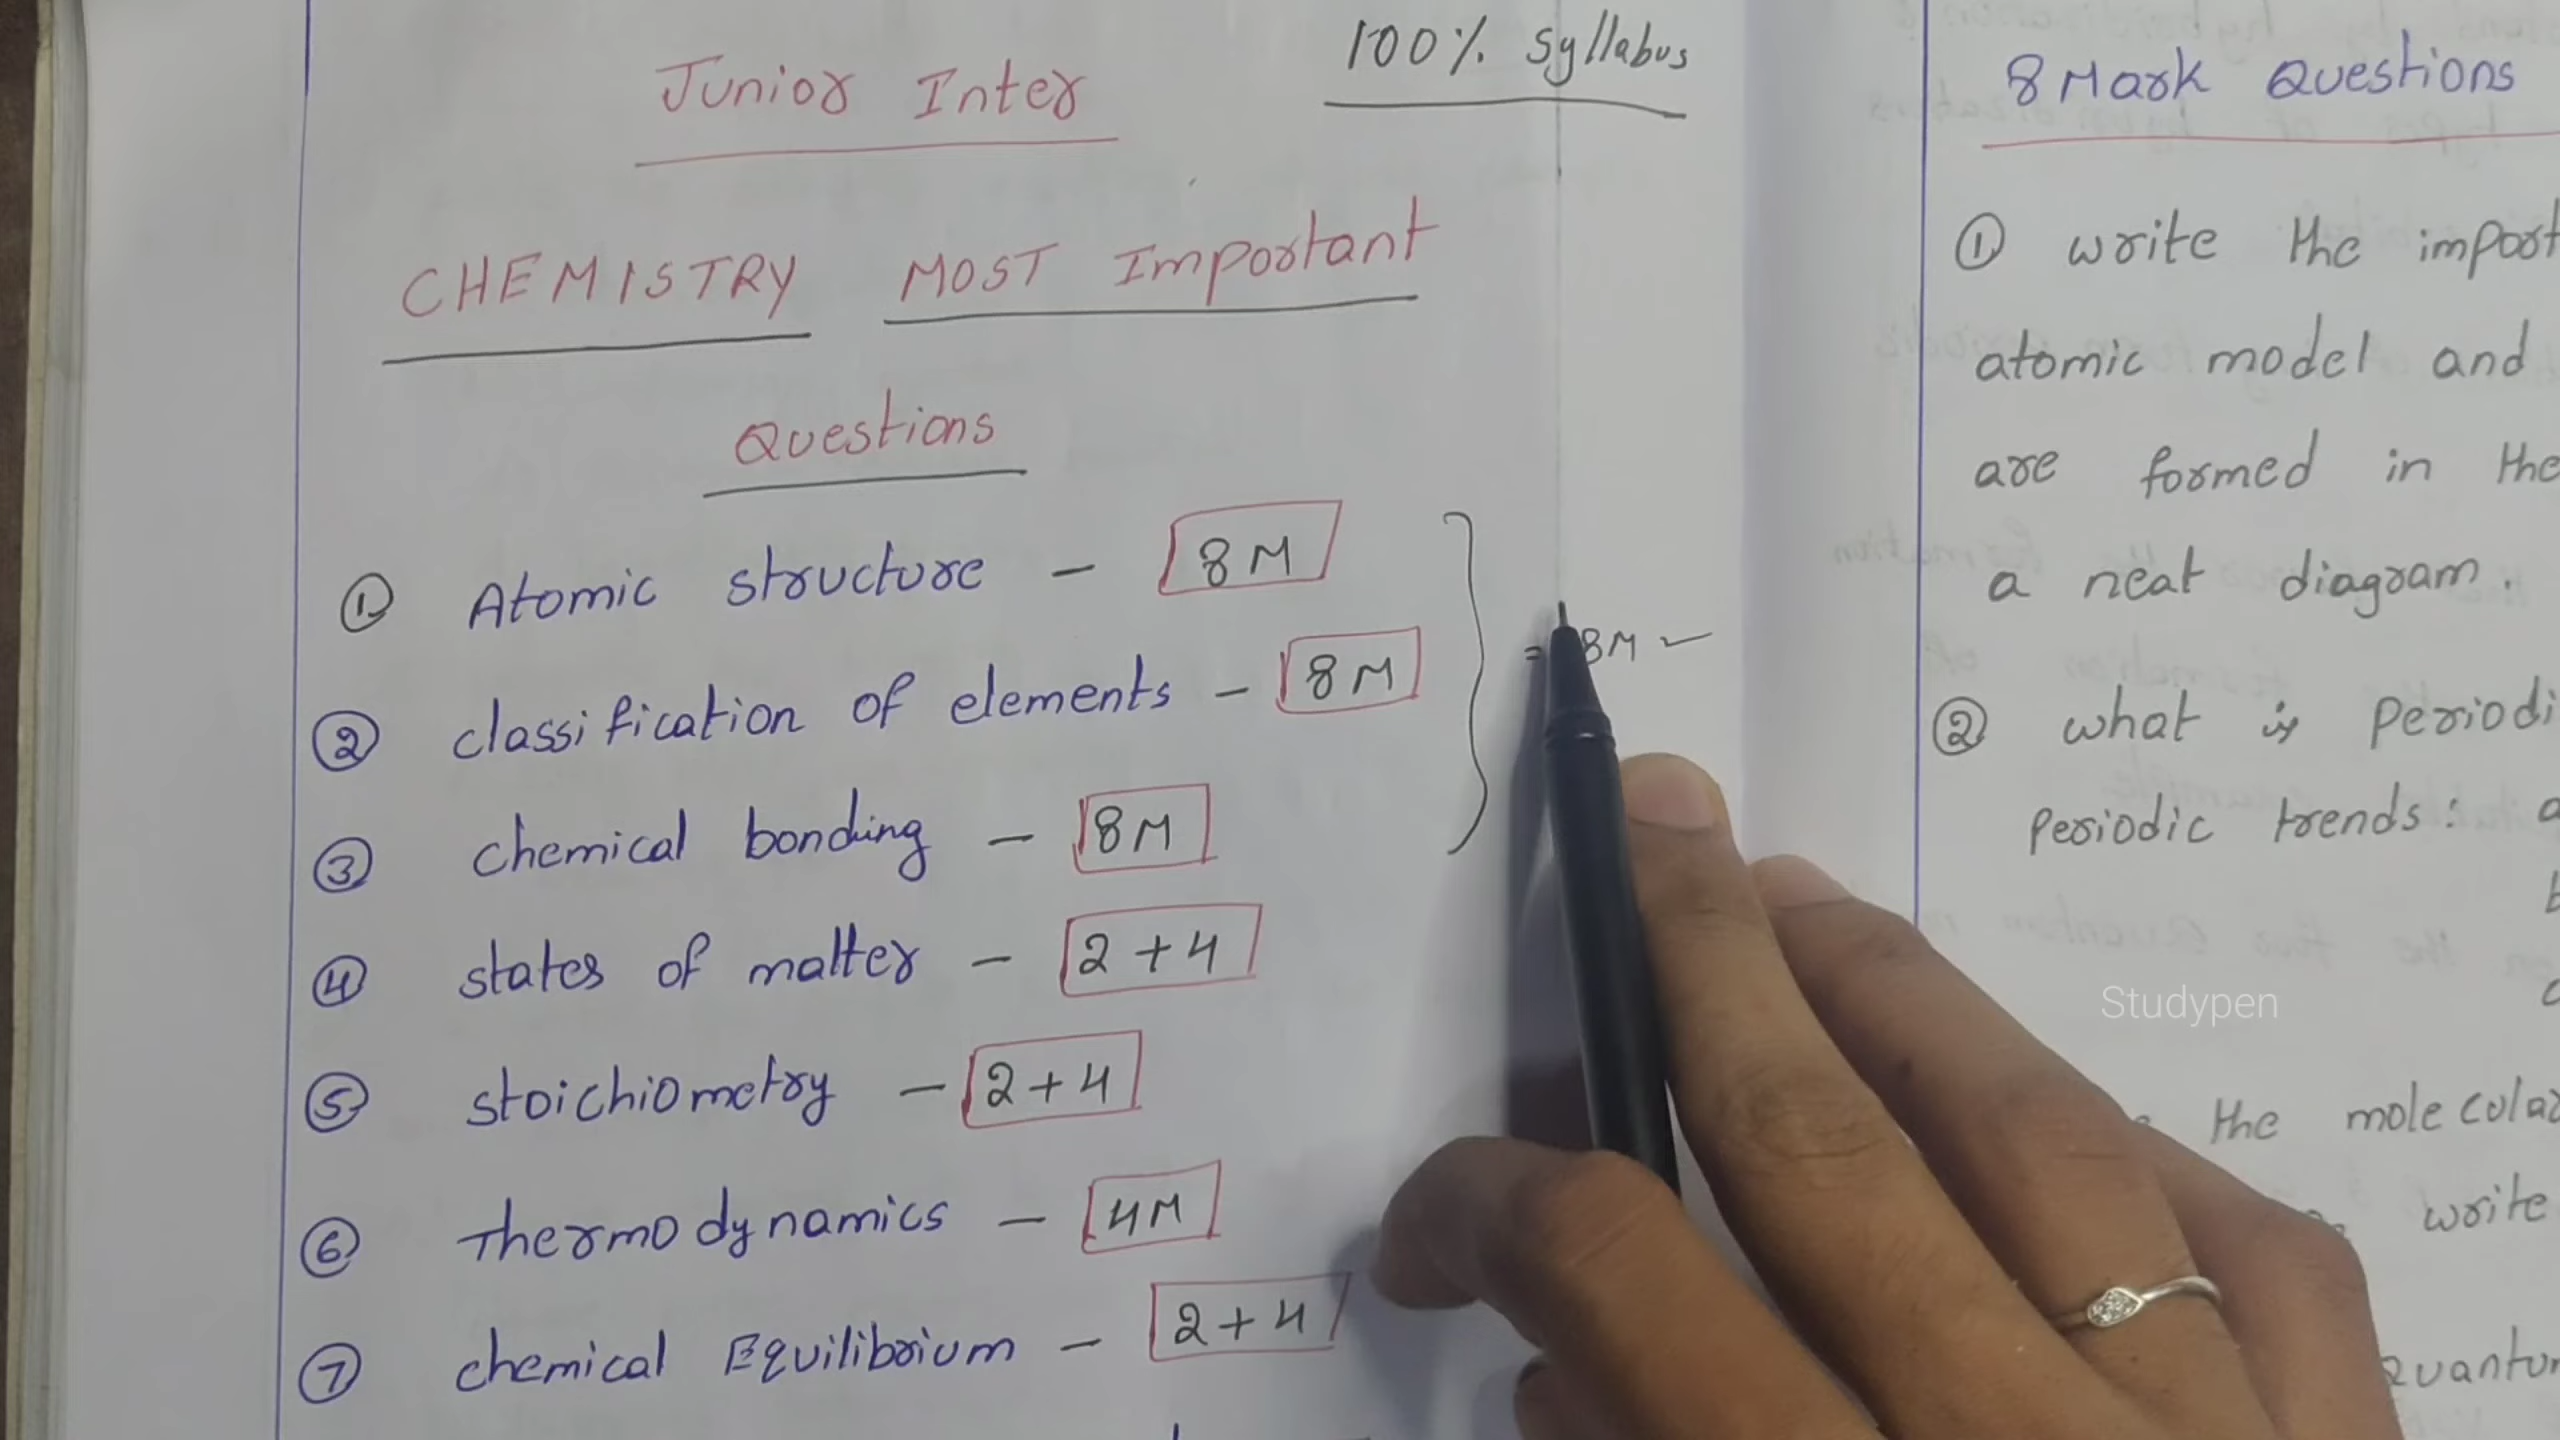 Junior Inter
100% syllabus
CHEMISTRY MOST Important
Questions
① Atomic structure - 8M
② classification of elements - 8M
③ chemical bonding - 8M
= 8M
④ states of matter - 2+4
⑤ stoichiometry - 2+4
⑥ Thermodynamics - 4M
⑦ chemical Equilibrium - 2+4
8 Mark Questions
① write the
atomic model and
are formed in the
a neat diagram.
② what is
periodic trends:
the
write
Studypen